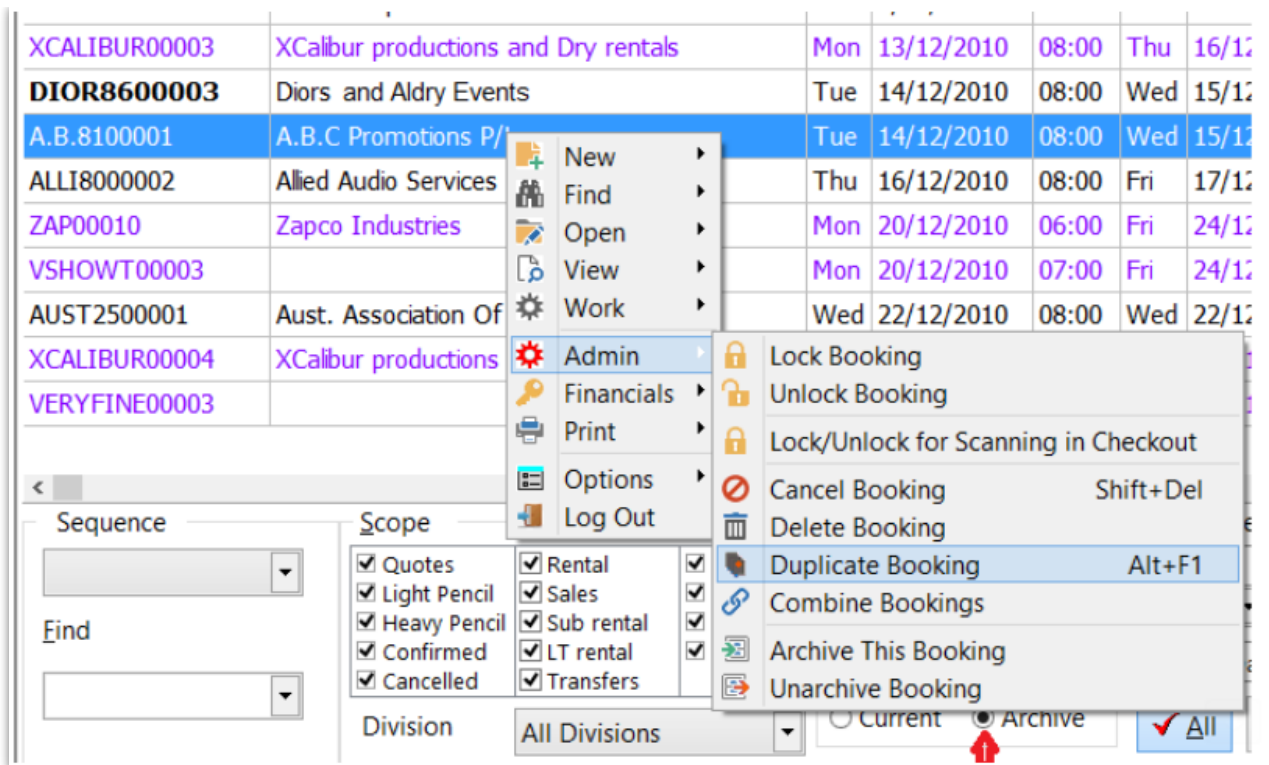 XCALIBUR00003 XCalibur productions and Dry rentals Mon 13/12/2010 08:00 Thu 16/12
DIOR8600003 Diors and Aldry Events Tue 14/12/2010 08:00 Wed 15/12
A.B.8100001 A.B.C Promotions P/ Tue 14/12/2010 08:00 Wed 15/12
ALLI8000002 Allied Audio Services Thu 16/12/2010 08:00 Fri 17/12
ZAP00010 Zapco Industries Mon 20/12/2010 06:00 Fri 24/12
VSHOWT00003 Mon 20/12/2010 07:00 Fri 24/12
AUST2500001 Aust. Association Of Wed 22/12/2010 08:00 Wed 22/12
XCALIBUR00004 XCalibur productions
VERYFINE00003
New
Find
Open
View
Work
Admin
Financials
Print
Options
Log Out
Lock Booking
Unlock Booking
Lock/Unlock for Scanning in Checkout
Cancel Booking Shift+Del
Delete Booking
Duplicate Booking Alt+F1
Combine Bookings
Archive This Booking
Unarchive Booking
Sequence
Find
Scope
Quotes
Light Pencil
Heavy Pencil
Confirmed
Cancelled
Rental
Sales
Sub rental
LT rental
Transfers
Division All Divisions
Current Archive
All